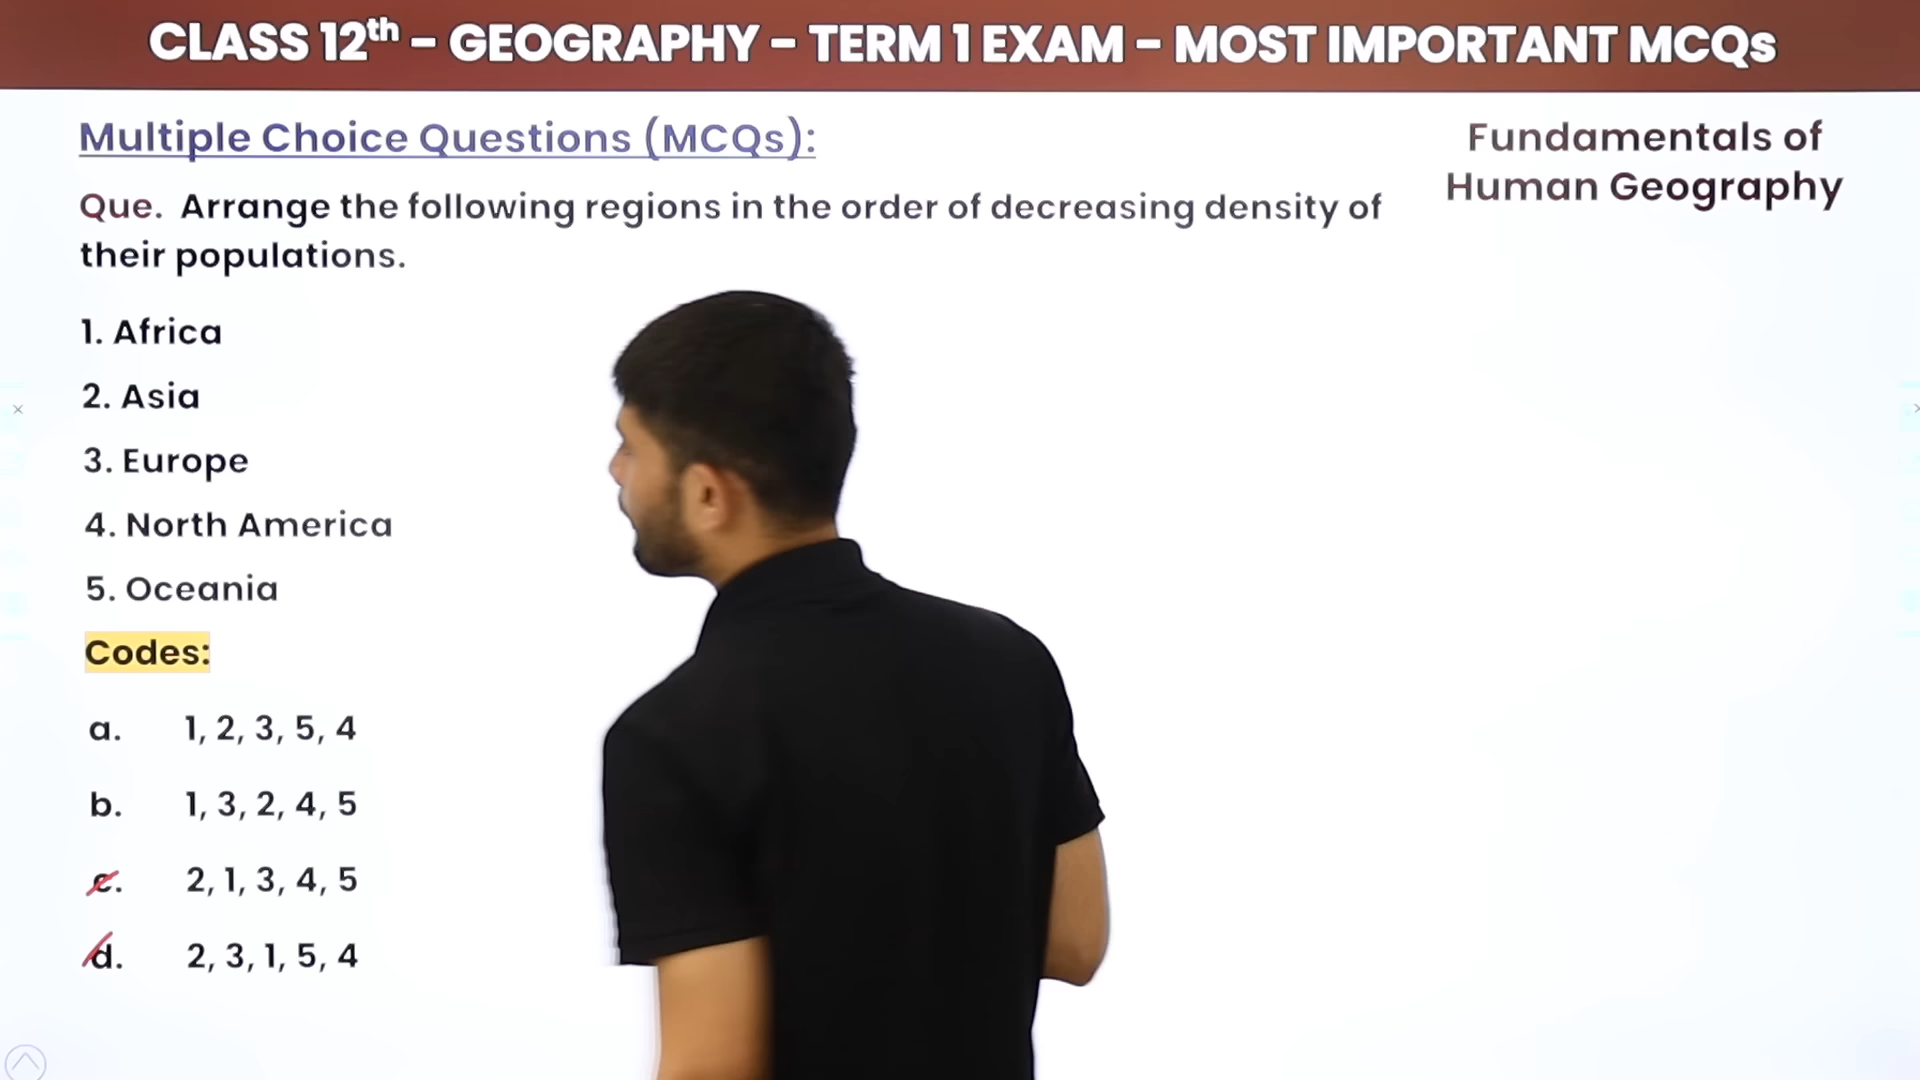 CLASS 12th - GEOGRAPHY - TERM 1 EXAM - MOST IMPORTANT MCQs
Multiple Choice Questions (MCQs):
Fundamentals of
Human Geography
Que. Arrange the following regions in the order of decreasing density of
their populations.
1. Africa
2. Asia
3. Europe
4. North America
5. Oceania
Codes:
a. 1, 2, 3, 5, 4
b. 1, 3, 2, 4, 5
c. 2, 1, 3, 4, 5
d. 2, 3, 1, 5, 4